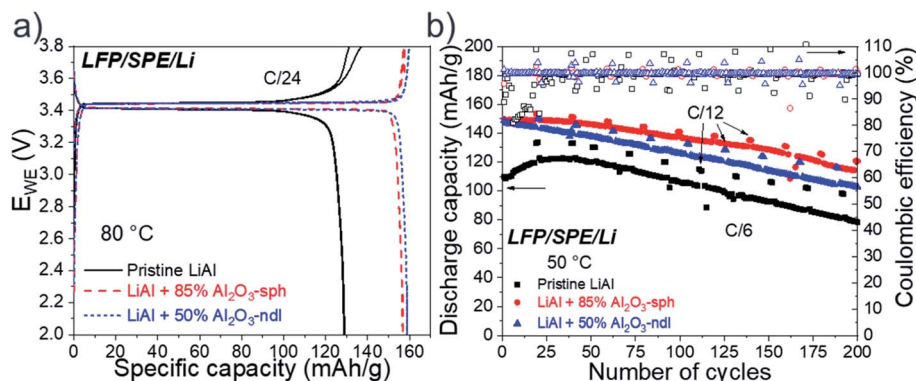 a)
LFP/SPE/Li
C/24
80 °C
Pristine LiAl
LiAl + 85% Al₂O₃-sph
LiAl + 50% Al₂O₃-ndl
3.8
3.6
3.4
3.2
3.0
2.8
2.6
2.4
2.2
2.0
E_WE (V)
0 20 40 60 80 100 120 140 160
Specific capacity (mAh/g)
b)
200
180
160
140
120
100
80
60
40
20
0
Discharge capacity (mAh/g)
C/12
C/6
LFP/SPE/Li
50 °C
Pristine LiAl
LiAl + 85% Al₂O₃-sph
LiAl + 50% Al₂O₃-ndl
110
100
90
80
70
60
50
40
30
20
10
0
Coulombic efficiency (%)
0 25 50 75 100 125 150 175 200
Number of cycles